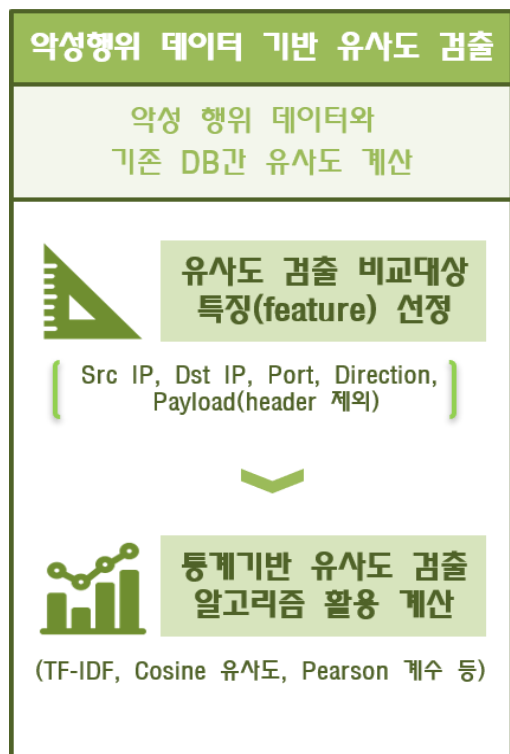 악성행위 데이터 기반 유사도 검출
악성 행위 데이터와
기존 DB간 유사도 계산
유사도 검출 비교대상
특징(feature) 선정
Src IP, Dst IP, Port, Direction,
Payload(header 제외)
통계기반 유사도 검출
알고리즘 활용 계산
(TF-IDF, Cosine 유사도, Pearson 계수 등)